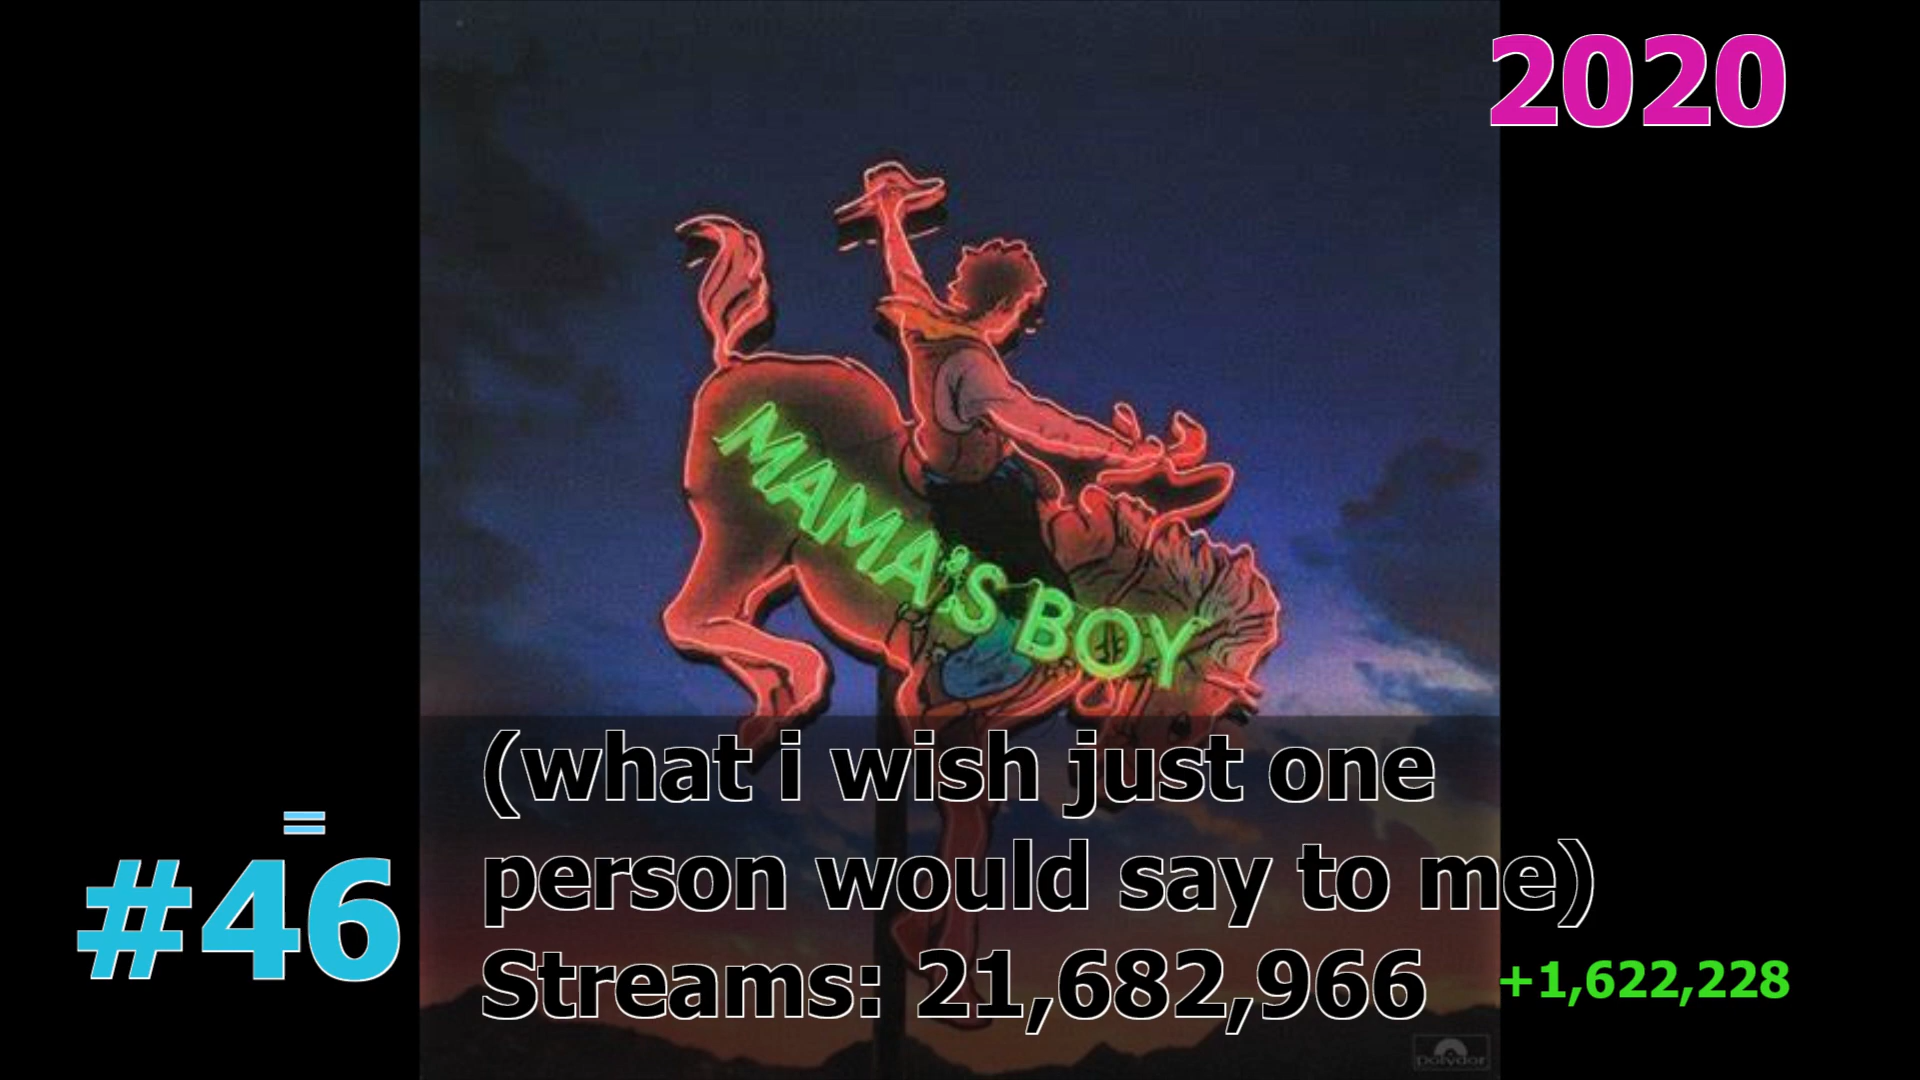 2020
MAMA'S BOY
(what i wish just one
person would say to me)
=
#46
Streams: 21,682,966
+1,622,228
polydor